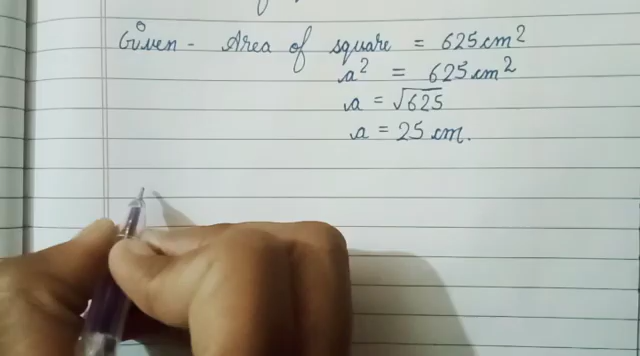 Given - Area of square = 625 cm²
a² = 625 cm²
a = √625
a = 25 cm.